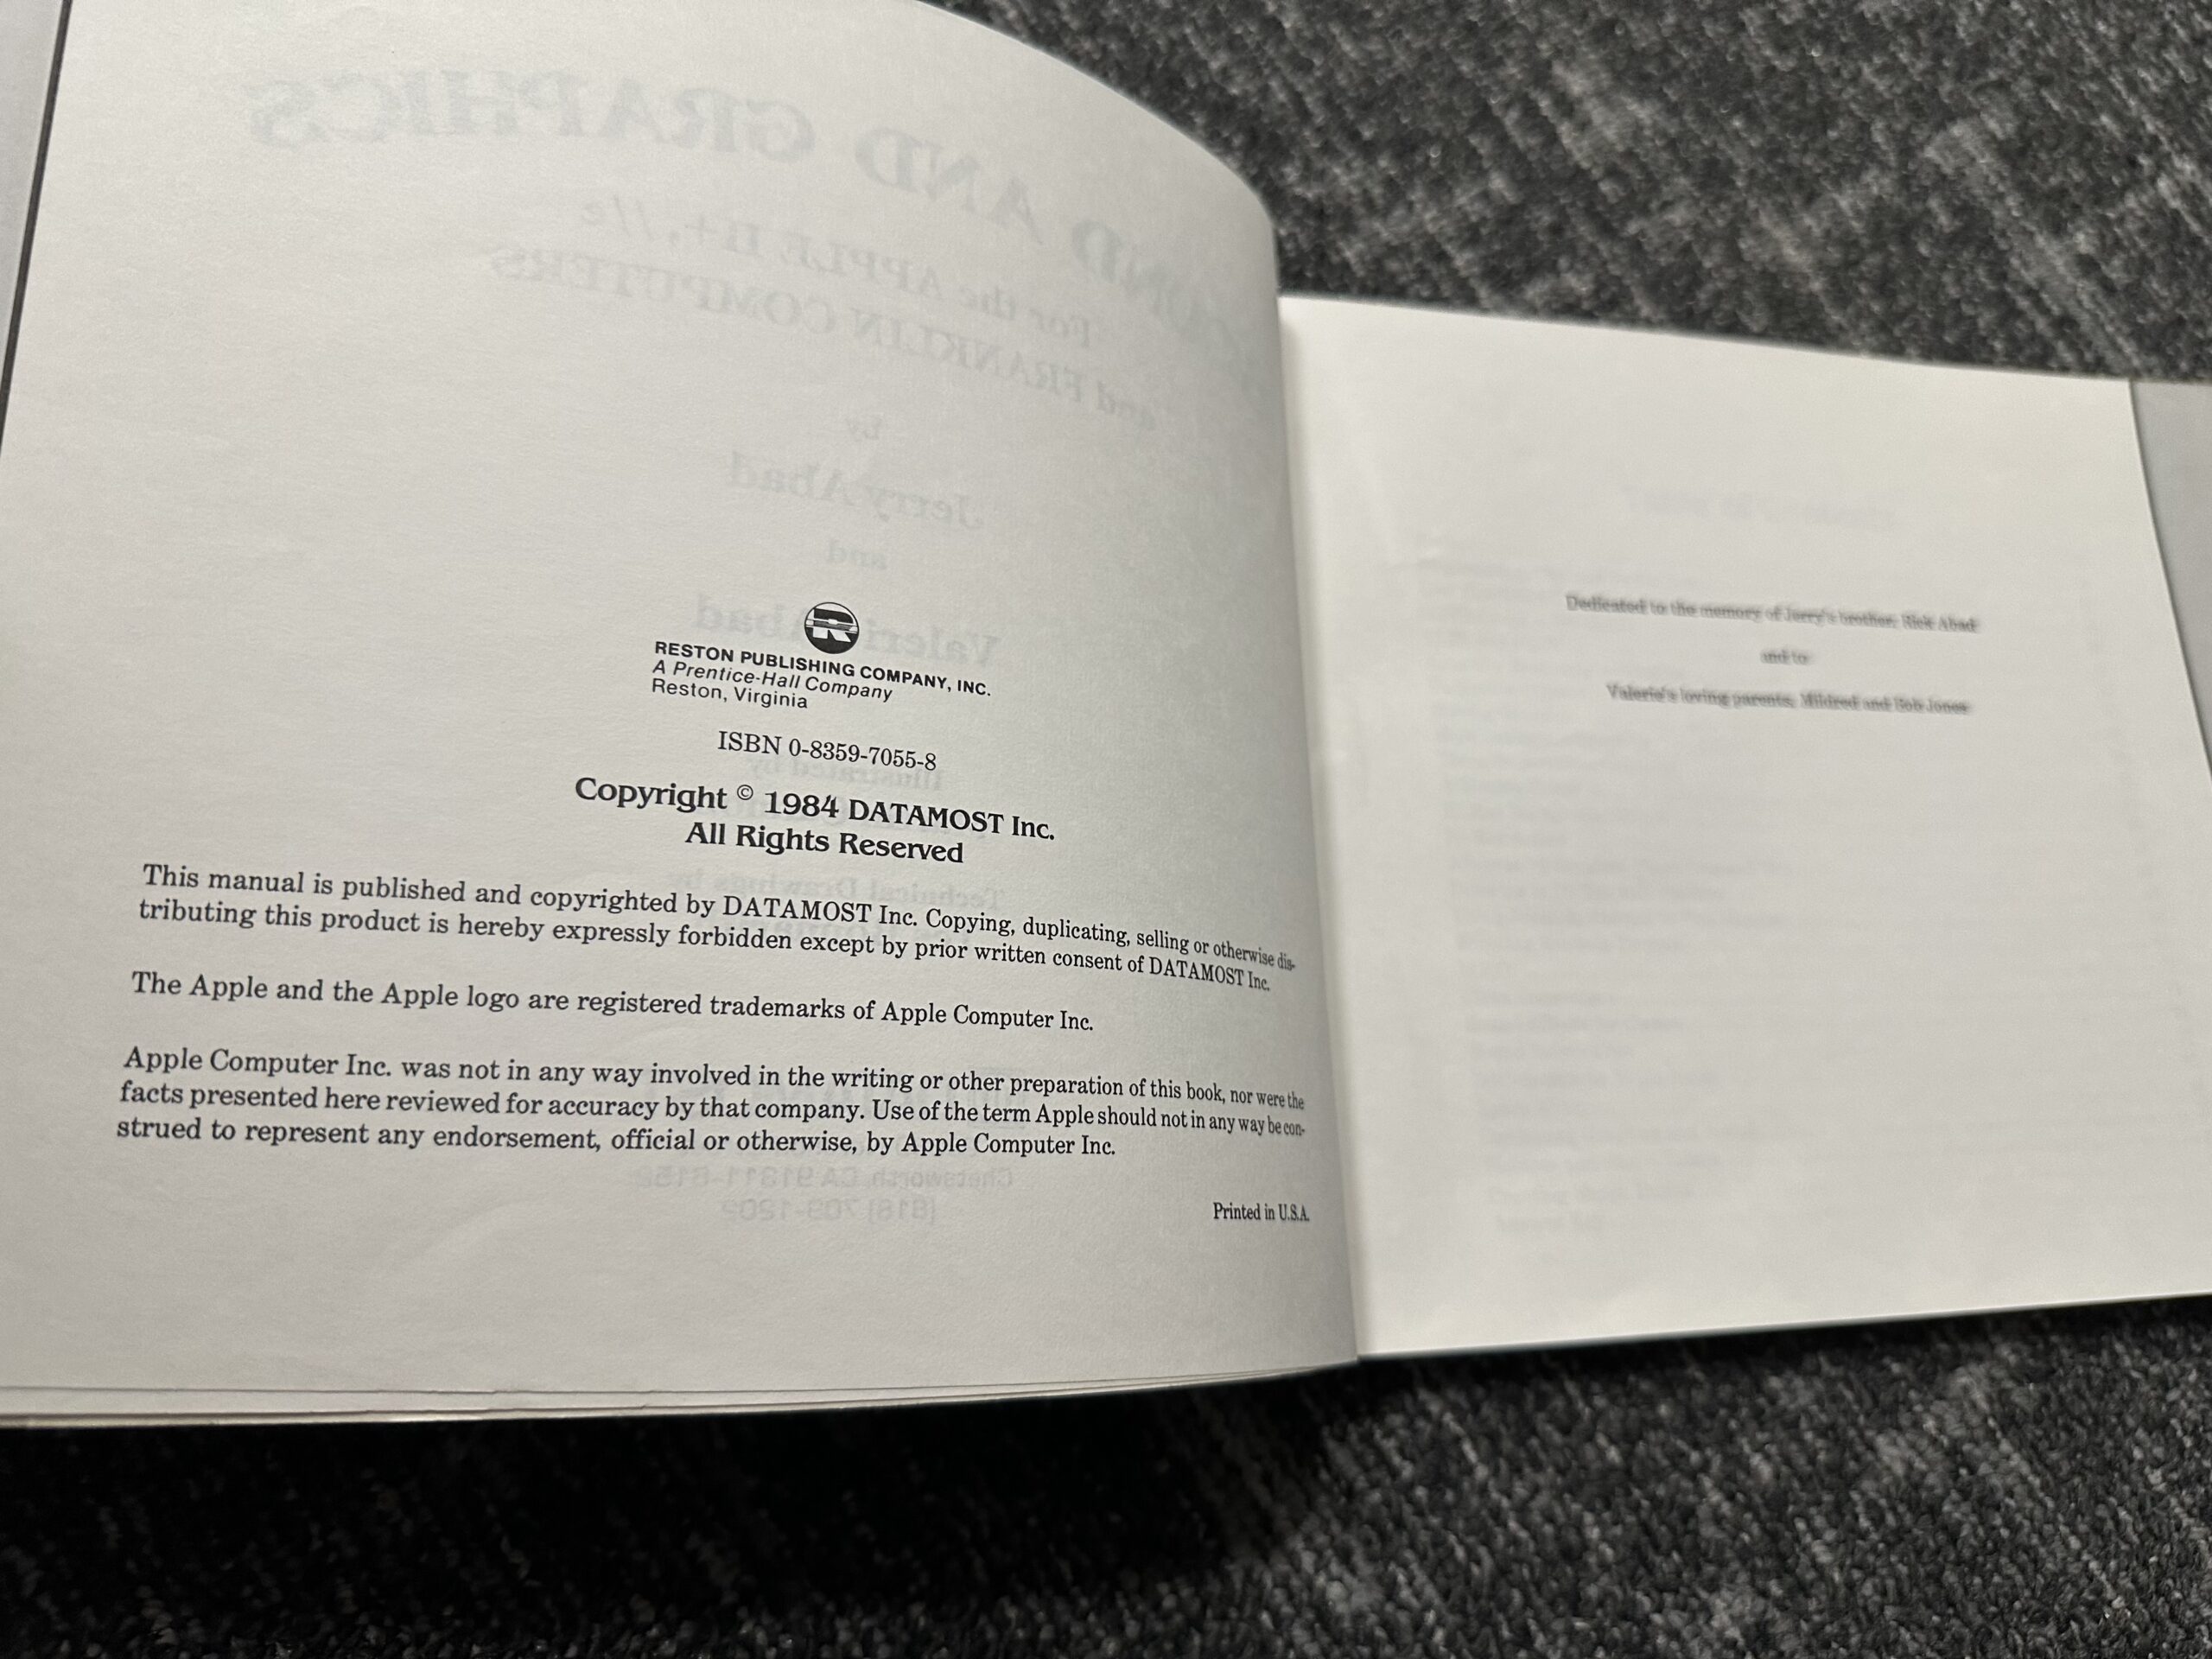 R
RESTON PUBLISHING COMPANY, INC.
A Prentice-Hall Company
Reston, Virginia
ISBN 0-8359-7055-8
Copyright © 1984 DATAMOST Inc.
All Rights Reserved
This manual is published and copyrighted by DATAMOST Inc. Copying, duplicating, selling or otherwise dis-
tributing this product is hereby expressly forbidden except by prior written consent of DATAMOST Inc.
The Apple and the Apple logo are registered trademarks of Apple Computer Inc.
Apple Computer Inc. was not in any way involved in the writing or other preparation of this book, nor were the
facts presented here reviewed for accuracy by that company. Use of the term Apple should not in any way be con-
strued to represent any endorsement, official or otherwise, by Apple Computer Inc.
Printed in U.S.A.
Dedicated to the memory of Jerry's brother, Rick Abad
and to
Valerie's loving parents, Mildred and Bob Jones